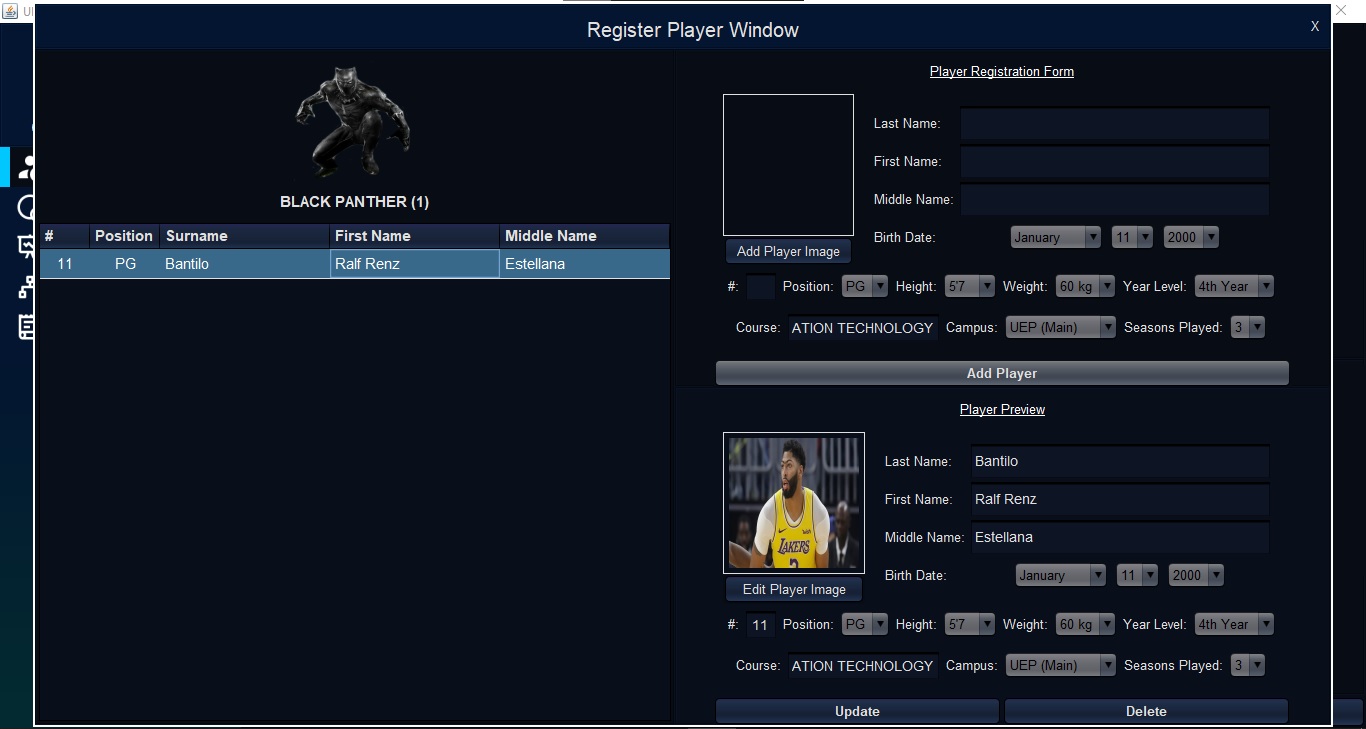 Register Player Window
X
BLACK PANTHER (1)
# Position Surname First Name Middle Name
11 PG Bantilo Ralf Renz Estellana
Player Registration Form
Last Name:
First Name:
Middle Name:
Birth Date: January 11 2000
Add Player Image
#: Position: PG Height: 5'7 Weight: 60 kg Year Level: 4th Year
Course: ATION TECHNOLOGY Campus: UEP (Main) Seasons Played: 3
Add Player
Player Preview
Last Name: Bantilo
First Name: Ralf Renz
Middle Name: Estellana
LAKERS
Birth Date: January 11 2000
Edit Player Image
#: 11 Position: PG Height: 5'7 Weight: 60 kg Year Level: 4th Year
Course: ATION TECHNOLOGY Campus: UEP (Main) Seasons Played: 3
Update Delete